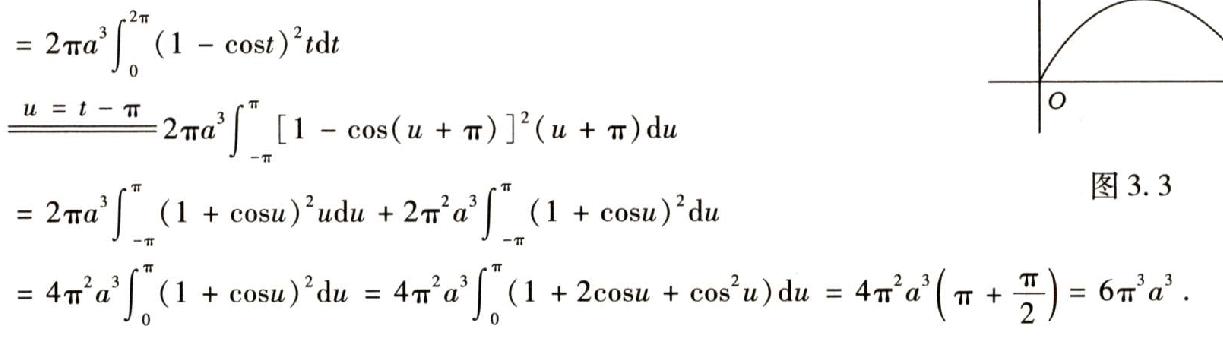 = 2πa³∫₀^{2π}(1 - cost)²tdt
u = t - π
══ 2πa³∫_{-π}^{π}[1 - cos(u + π)]²(u + π)du
= 2πa³∫_{-π}^{π}(1 + cosu)²udu + 2π²a³∫_{-π}^{π}(1 + cosu)²du
= 4π²a³∫₀^{π}(1 + cosu)²du = 4π²a³∫₀^{π}(1 + 2cosu + cos²u)du = 4π²a³(π + π/2) = 6π³a³.
O
图 3.3